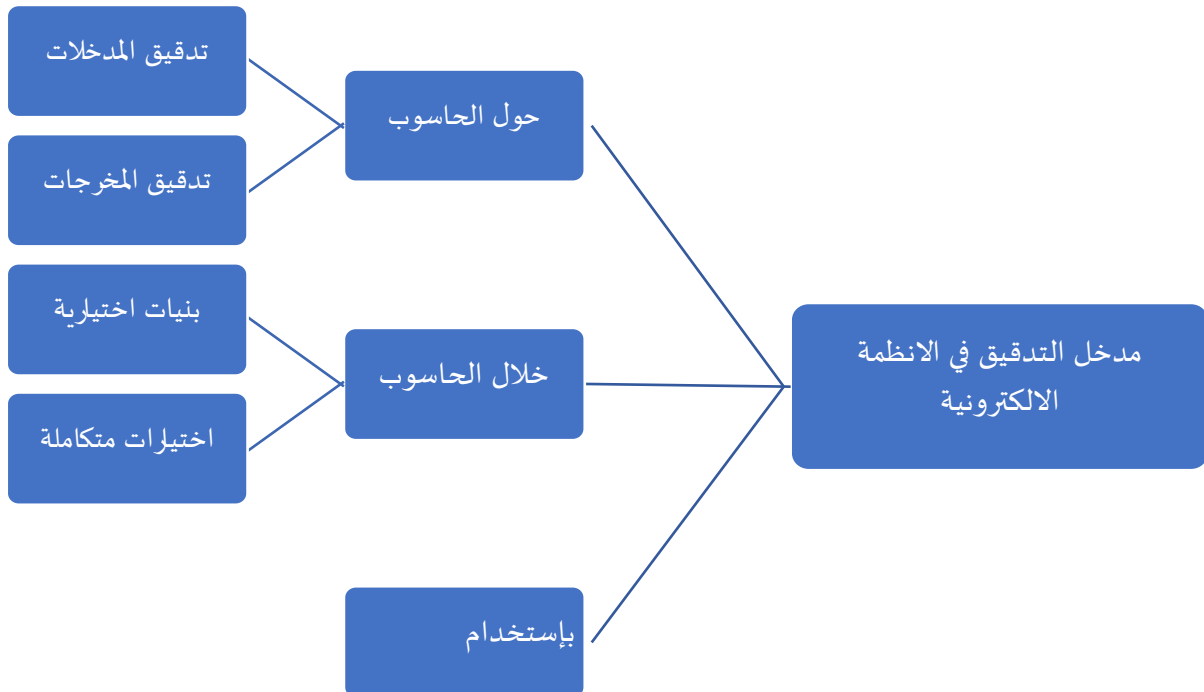 مدخل التدقيق في الانظمة
الالكترونية
حول الحاسوب
تدقيق المدخلات
تدقيق المخرجات
خلال الحاسوب
بنيات اختيارية
اختيارات متكاملة
بإستخدام